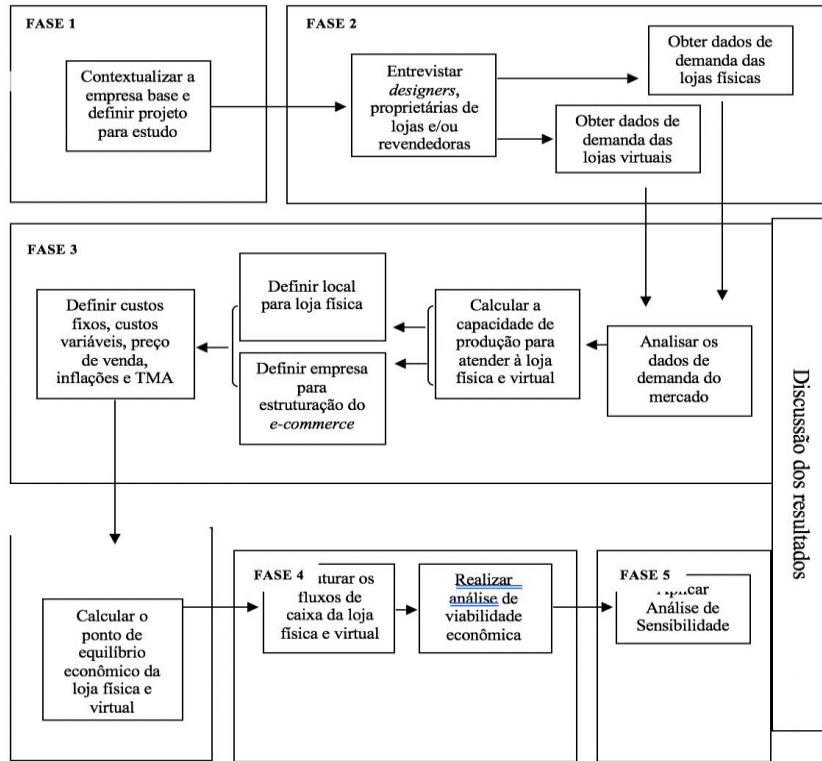 FASE 1
Contextualizar a
empresa base e
definir projeto
para estudo
FASE 2
Entrevistar
designers,
proprietárias de
lojas e/ou
revendedoras
Obter dados de
demanda das
lojas físicas
Obter dados de
demanda das
lojas virtuais
FASE 3
Definir custos
fixos, custos
variáveis, preço
de venda,
inflações e TMA
Definir local
para loja física
Definir empresa
para
estruturação do
e-commerce
Calcular a
capacidade de
produção para
atender à loja
física e virtual
Analisar os
dados de
demanda do
mercado
Discussão dos resultados
Calcular o
ponto de
equilíbrio
econômico da
loja física e
virtual
FASE 4
turar os
fluxos de
caixa da loja
física e virtual
Realizar
análise de
viabilidade
econômica
FASE 5
Aplicar
Análise de
Sensibilidade